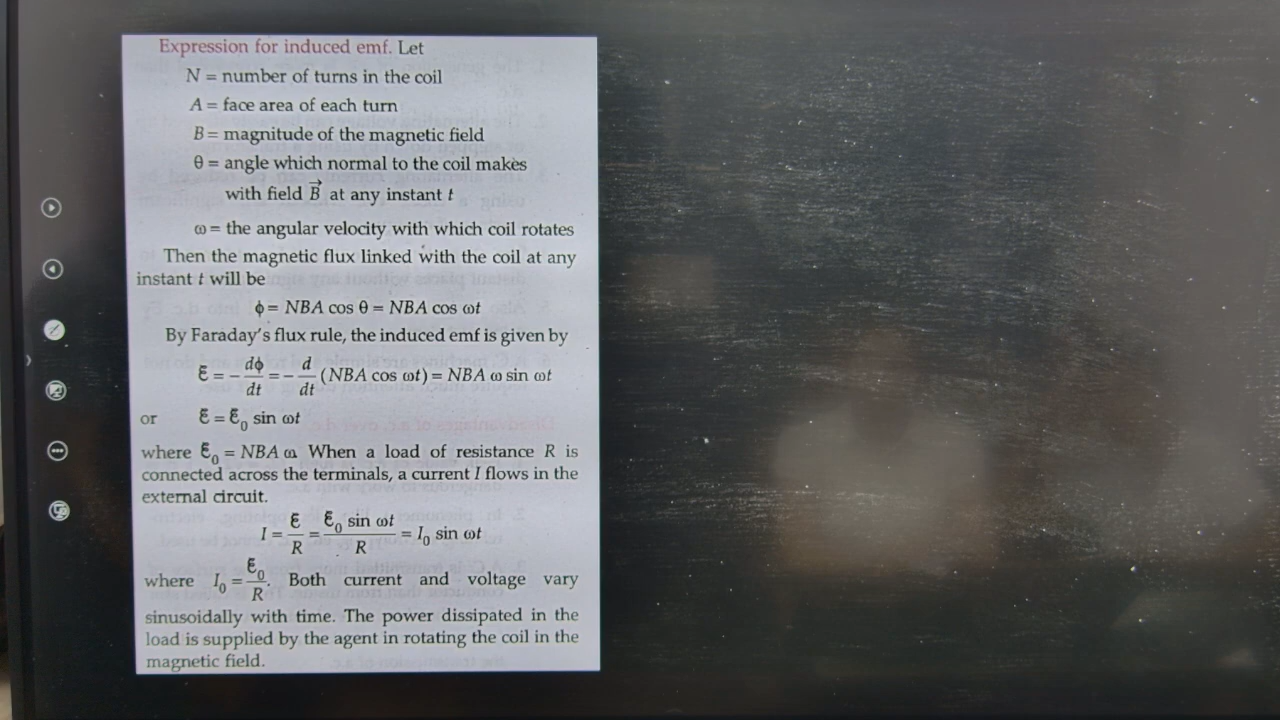 Expression for induced emf. Let
N = number of turns in the coil
A = face area of each turn
B = magnitude of the magnetic field
θ = angle which normal to the coil makes
with field B⃗ at any instant t
ω = the angular velocity with which coil rotates
Then the magnetic flux linked with the coil at any
instant t will be
ϕ = NBA cos θ = NBA cos ωt
By Faraday's flux rule, the induced emf is given by
ℰ = − dϕ/dt = − d/dt (NBA cos ωt) = NBA ω sin ωt
or ℰ = ℰ₀ sin ωt
where ℰ₀ = NBA ω. When a load of resistance R is
connected across the terminals, a current I flows in the
external circuit.
I = ℰ/R = ℰ₀ sin ωt/R = I₀ sin ωt
where I₀ = ℰ₀/R. Both current and voltage vary
sinusoidally with time. The power dissipated in the
load is supplied by the agent in rotating the coil in the
magnetic field.